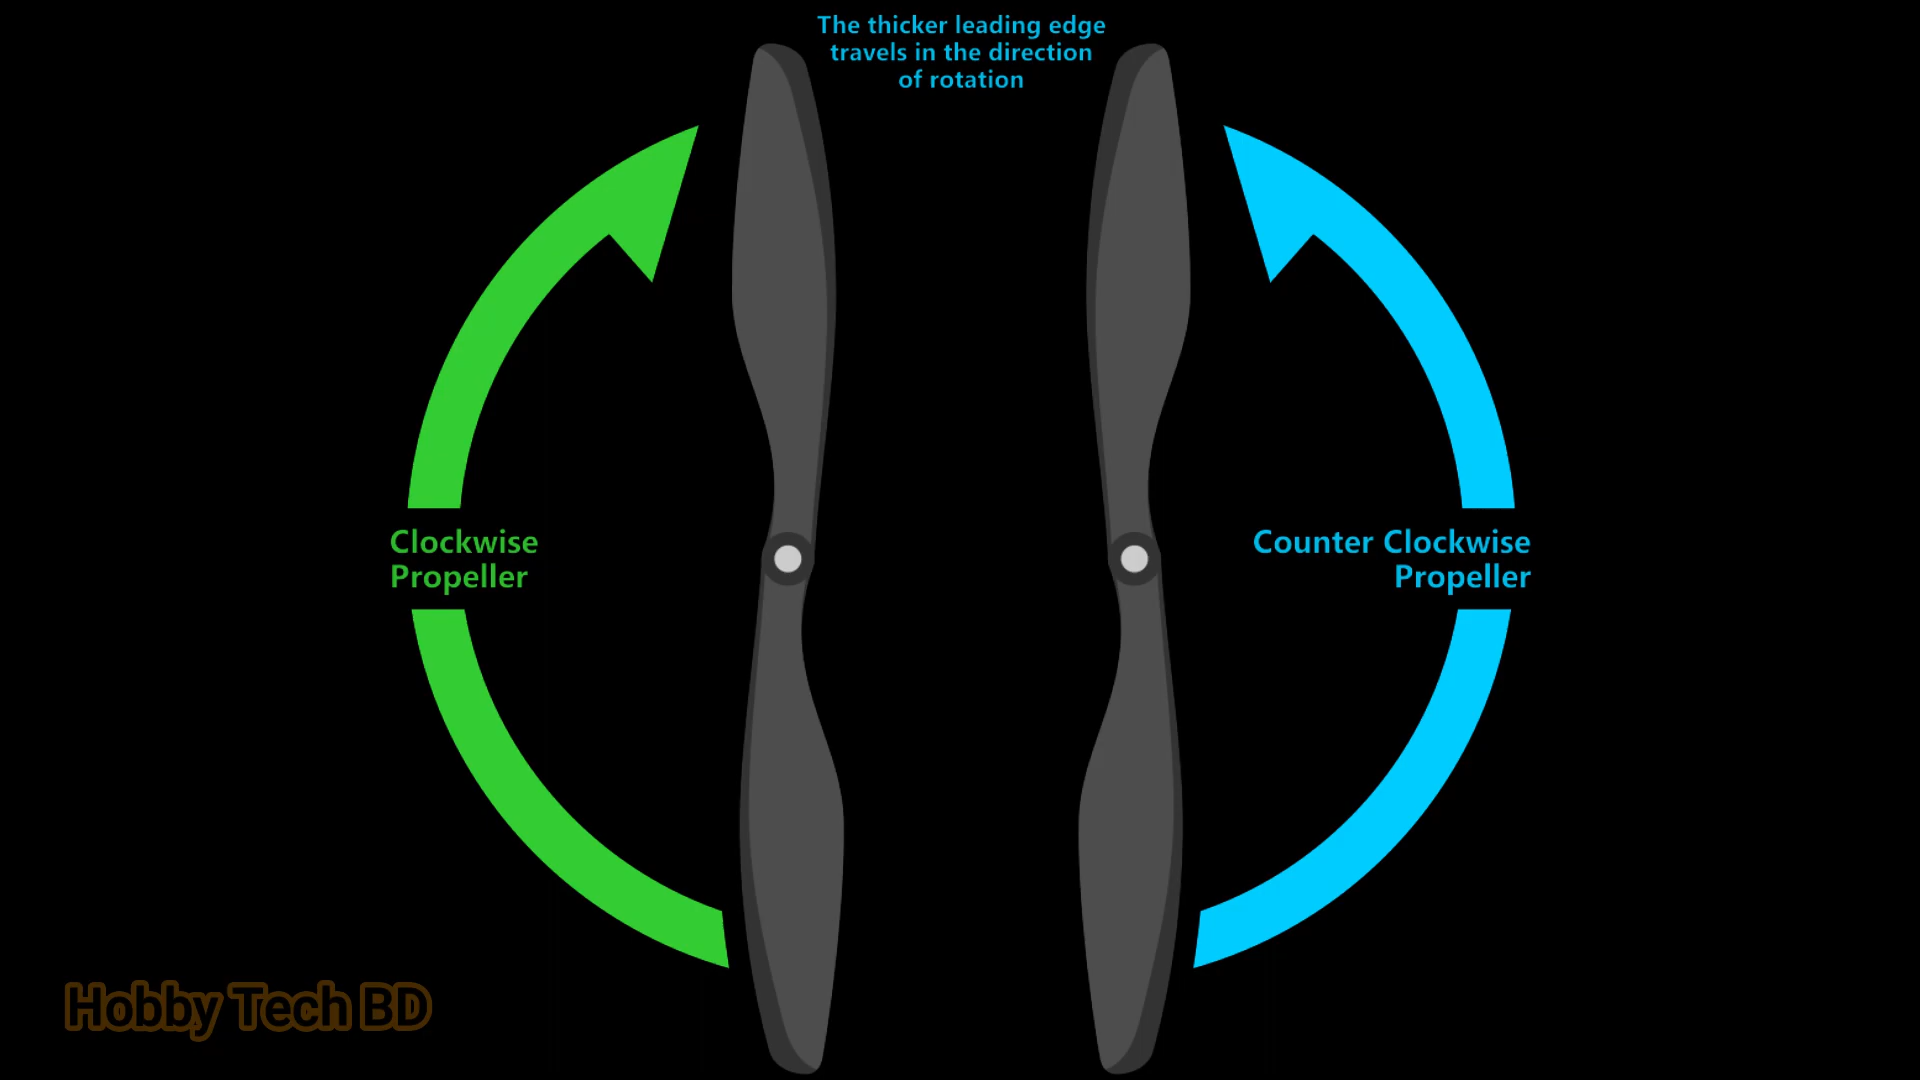 The thicker leading edge
travels in the direction
of rotation
Clockwise
Propeller
Counter Clockwise
Propeller
Hobby Tech BD